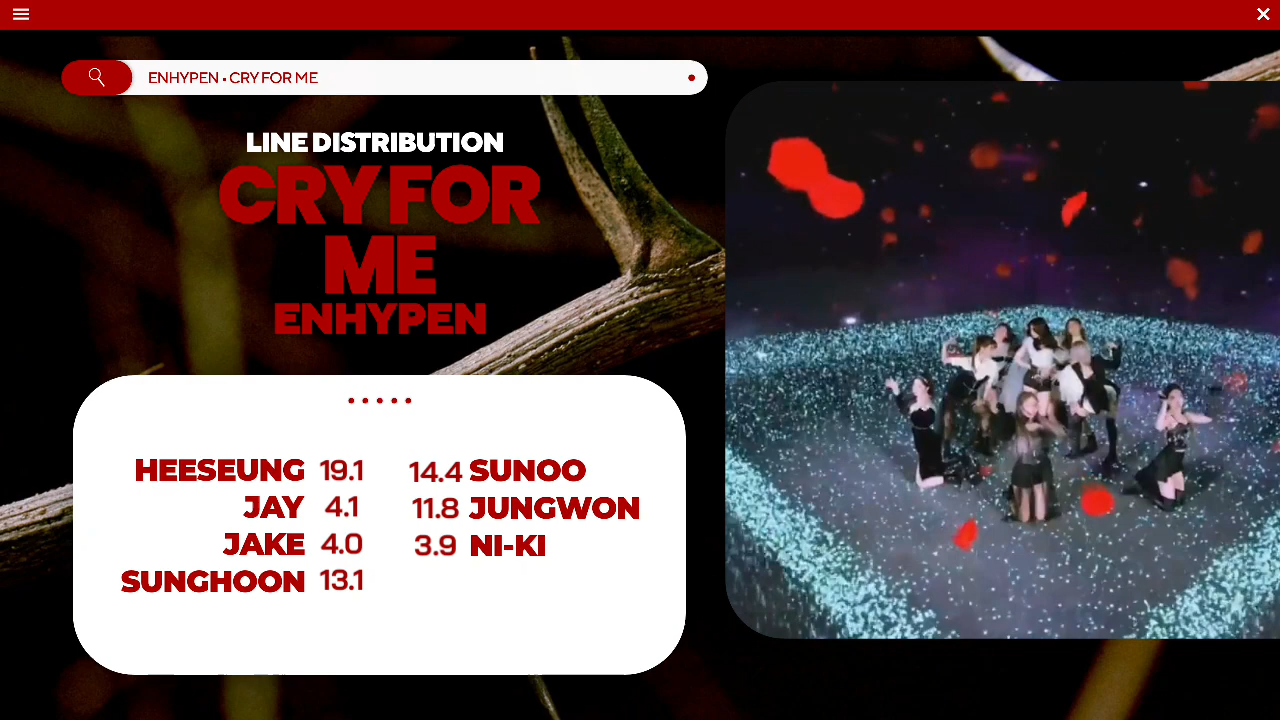 ENHYPEN • CRY FOR ME
LINE DISTRIBUTION
CRY FOR
ME
ENHYPEN
HEESEUNG 19.1 14.4 SUNOO
JAY 4.1 11.8 JUNGWON
JAKE 4.0 3.9 NI-KI
SUNGHOON 13.1